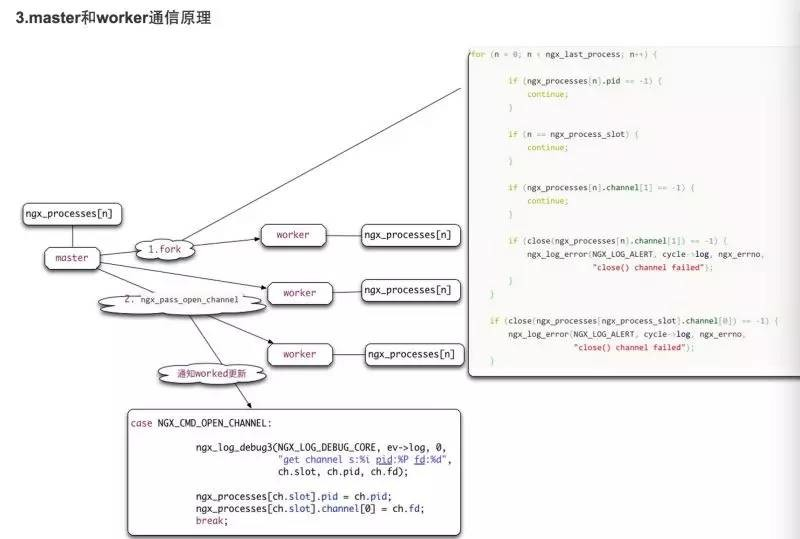 3.master和worker通信原理
for (n = 0; n < ngx_last_process; n++) {
if (ngx_processes[n].pid == -1) {
continue;
}
if (n == ngx_process_slot) {
continue;
}
if (ngx_processes[n].channel[1] == -1) {
continue;
}
if (close(ngx_processes[n].channel[1]) == -1) {
ngx_log_error(NGX_LOG_ALERT, cycle->log, ngx_errno,
"close() channel failed");
}
}
if (close(ngx_processes[ngx_process_slot].channel[0]) == -1) {
ngx_log_error(NGX_LOG_ALERT, cycle->log, ngx_errno,
"close() channel failed");
}
ngx_processes[n]
master
1.fork
worker
ngx_processes[n]
2. ngx_pass_open_channel
worker
ngx_processes[n]
worker
ngx_processes[n]
通知worked更新
case NGX_CMD_OPEN_CHANNEL:
ngx_log_debug3(NGX_LOG_DEBUG_CORE, ev->log, 0,
"get channel s:%i pid:%P fd:%d",
ch.slot, ch.pid, ch.fd);
ngx_processes[ch.slot].pid = ch.pid;
ngx_processes[ch.slot].channel[0] = ch.fd;
break;